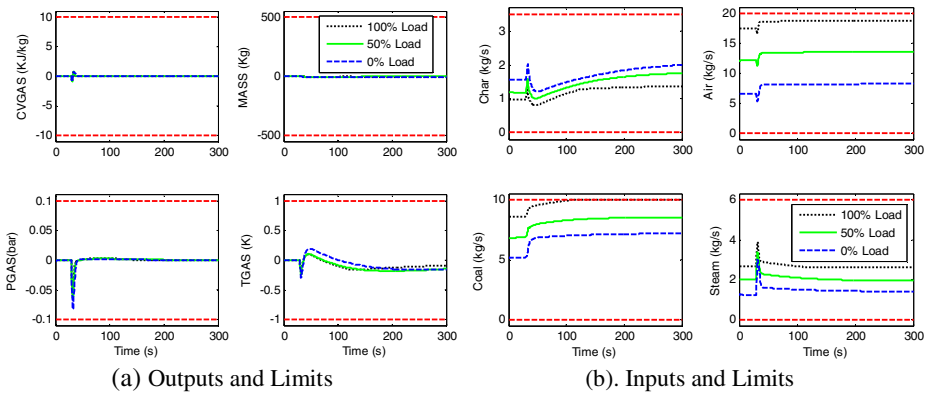 CVGAS (KJ/kg)
10
5
0
-5
-10
0 100 200 300
MASS (Kg)
500
0
-500
0 100 200 300
100% Load
50% Load
0% Load
Char (kg/s)
3
2
1
0
0 100 200 300
Air (kg/s)
20
15
10
5
0
0 100 200 300
PGAS(bar)
0.1
0.05
0
-0.05
-0.1
0 100 200 300
Time (s)
TGAS (K)
1
0.5
0
-0.5
-1
0 100 200 300
Time (s)
Coal (kg/s)
10
5
0
0 100 200 300
Time (s)
Steam (kg/s)
6
4
2
0
0 100 200 300
Time (s)
100% Load
50% Load
0% Load
(a) Outputs and Limits
(b). Inputs and Limits